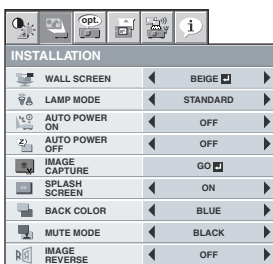 opt.
i
INSTALLATION
WALL SCREEN BEIGE
LAMP MODE STANDARD
AUTO POWER ON OFF
AUTO POWER OFF OFF
IMAGE CAPTURE GO
SPLASH SCREEN ON
BACK COLOR BLUE
MUTE MODE BLACK
IMAGE REVERSE OFF